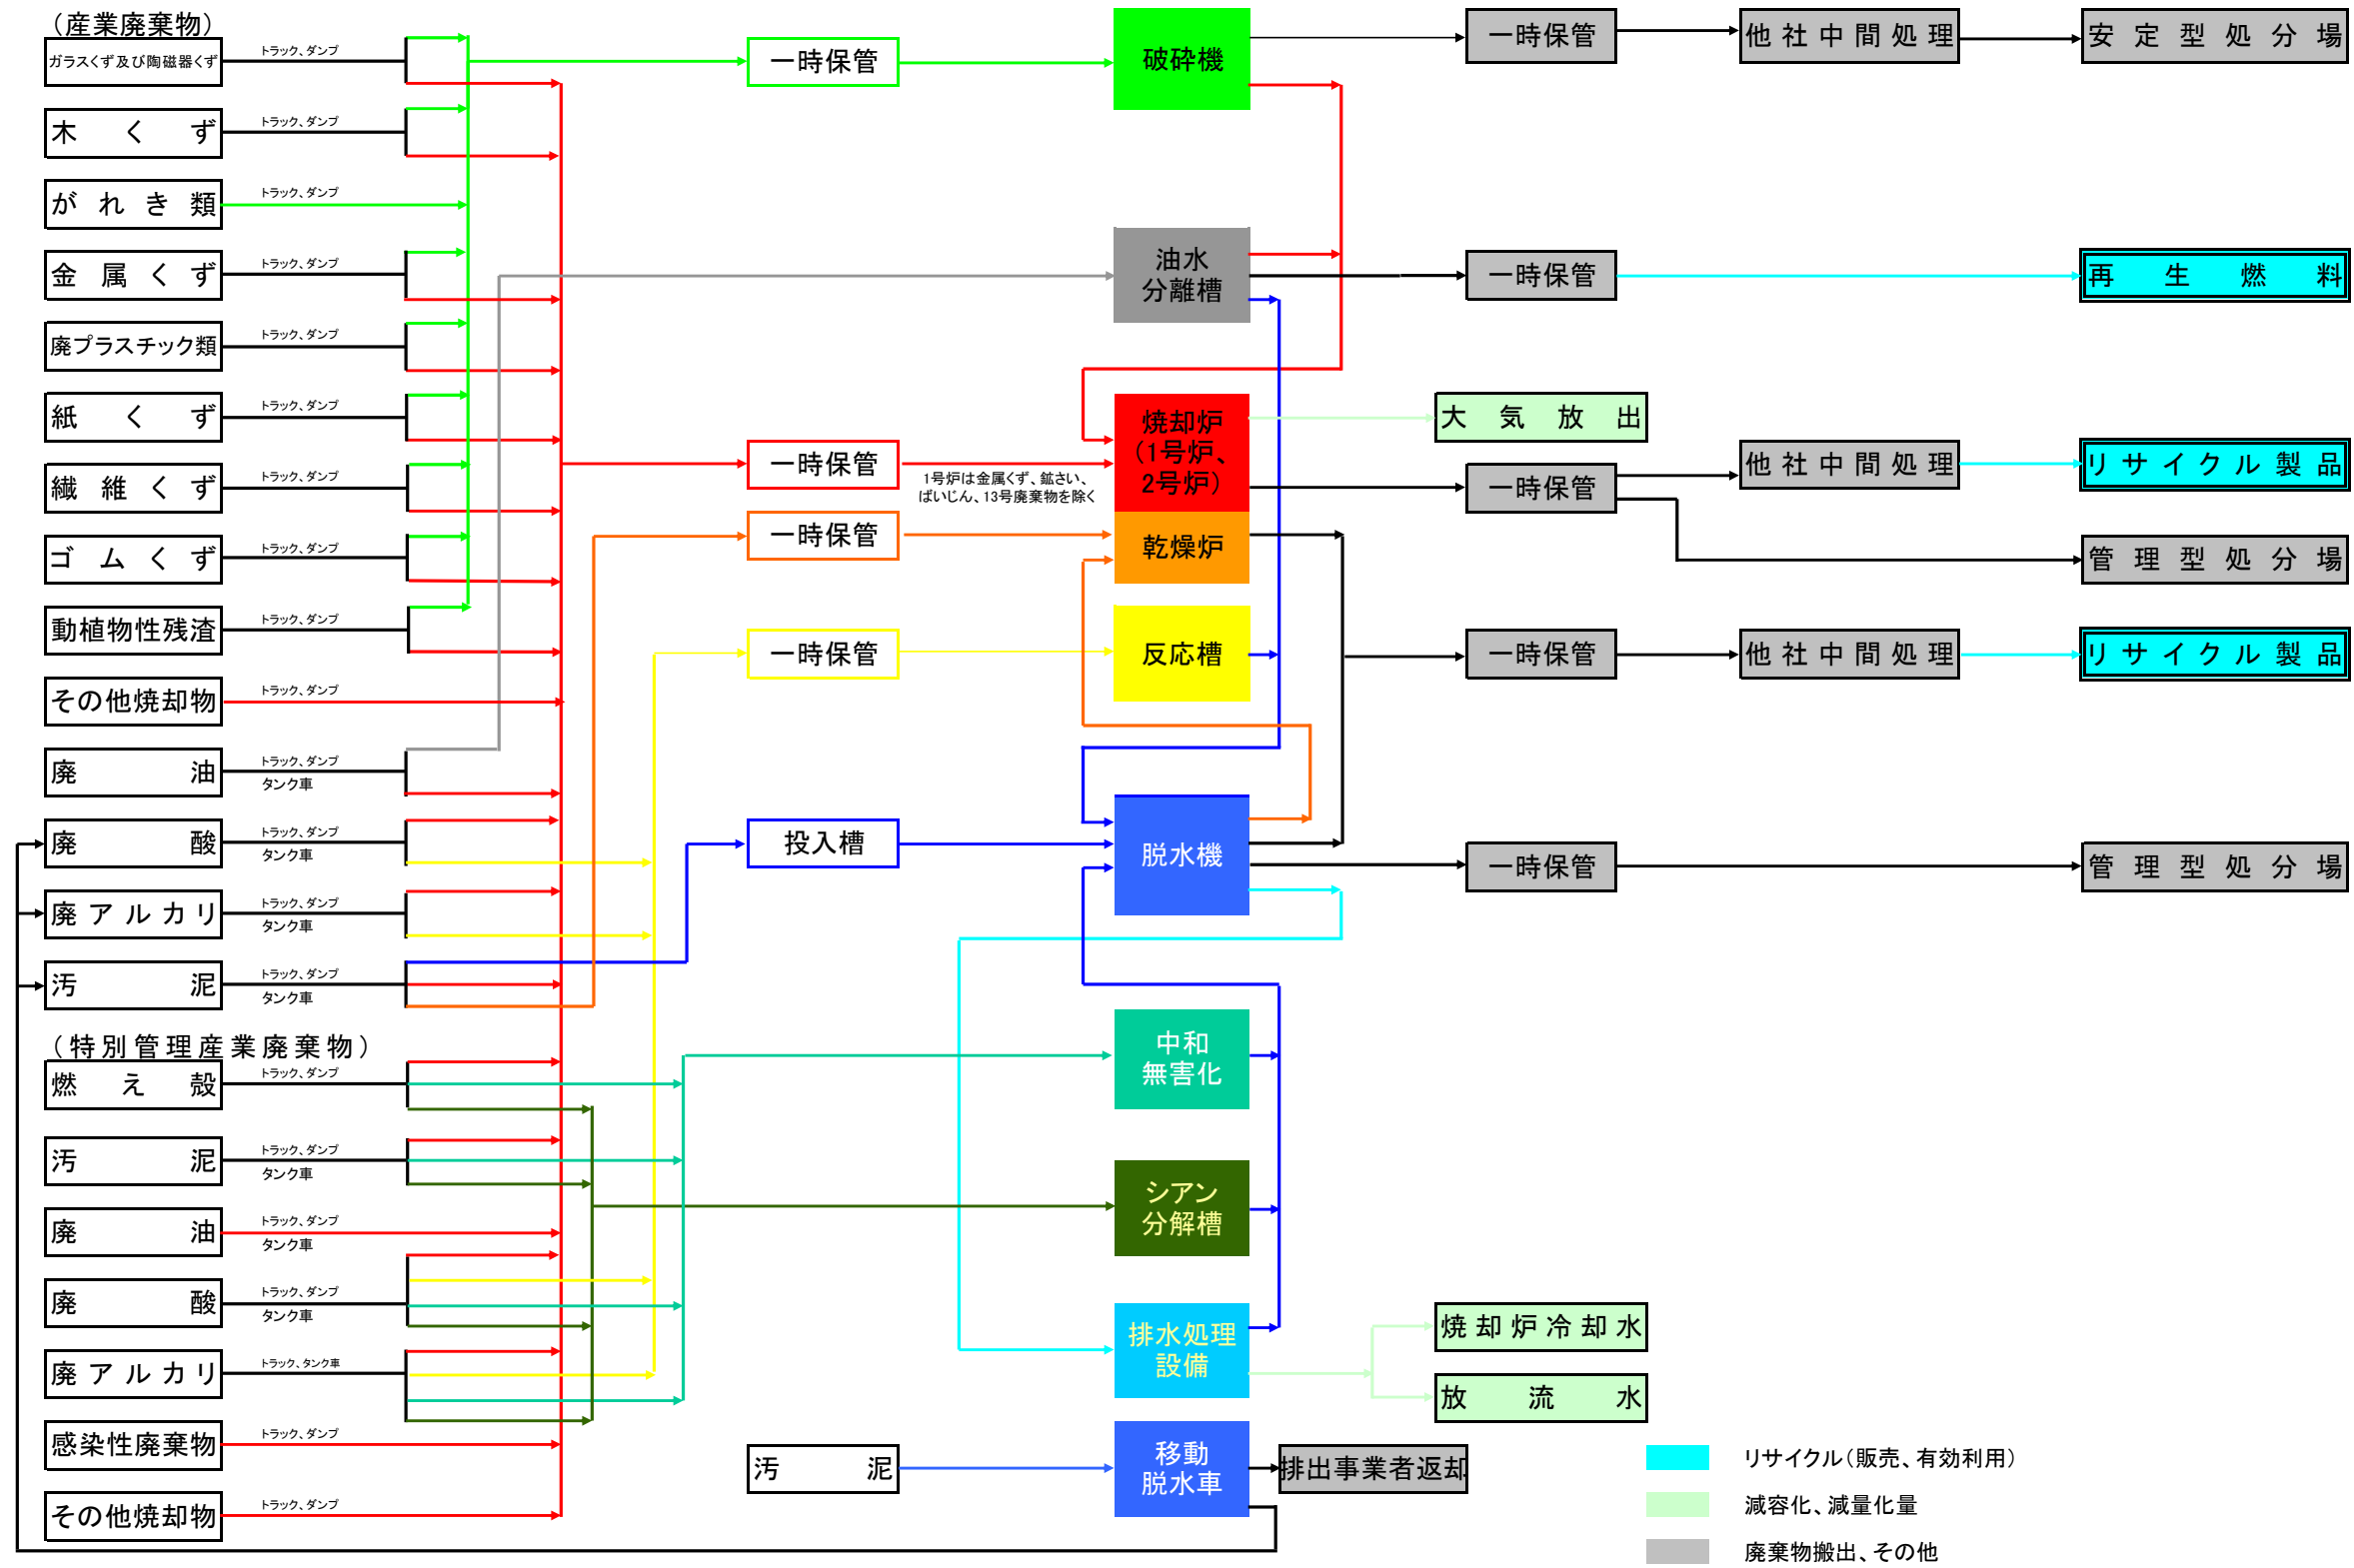 （産業廃棄物）
ガラスくず及び陶磁器くず
トラック、ダンプ
一時保管
破砕機
一時保管
他社中間処理
安定型処分場
木くず
トラック、ダンプ
がれき類
トラック、ダンプ
金属くず
トラック、ダンプ
油水
分離槽
一時保管
再生燃料
廃プラスチック類
トラック、ダンプ
紙くず
トラック、ダンプ
焼却炉
（1号炉、
2号炉）
大気放出
繊維くず
トラック、ダンプ
一時保管
1号炉は金属くず、鉱さい、
ばいじん、13号廃棄物を除く
一時保管
他社中間処理
リサイクル製品
ゴムくず
トラック、ダンプ
一時保管
乾燥炉
管理型処分場
動植物性残渣
トラック、ダンプ
一時保管
反応槽
一時保管
他社中間処理
リサイクル製品
その他焼却物
トラック、ダンプ
廃油
トラック、ダンプ
タンク車
廃酸
トラック、ダンプ
タンク車
投入槽
脱水機
一時保管
管理型処分場
廃アルカリ
トラック、ダンプ
タンク車
汚泥
トラック、ダンプ
タンク車
（特別管理産業廃棄物）
燃え殻
トラック、ダンプ
中和
無害化
汚泥
トラック、ダンプ
タンク車
シアン
分解槽
廃油
トラック、ダンプ
タンク車
廃酸
トラック、ダンプ
タンク車
排水処理
設備
焼却炉冷却水
廃アルカリ
トラック、タンク車
放流水
感染性廃棄物
トラック、ダンプ
汚泥
移動
脱水車
排出事業者返却
その他焼却物
トラック、ダンプ
リサイクル（販売、有効利用）
減容化、減量化量
廃棄物搬出、その他